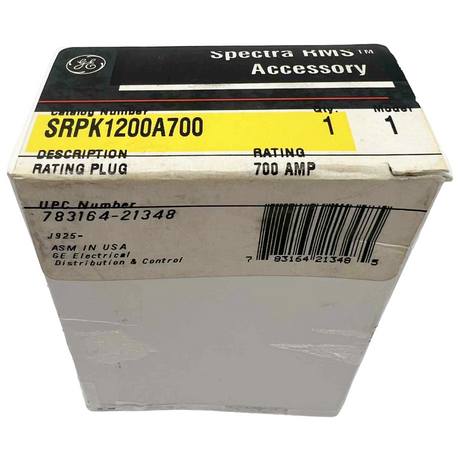 GE
Spectra RMS™
Accessory
Catalog Number Qty. Model
SRPK1200A700 1 1
DESCRIPTION RATING
RATING PLUG 700 AMP
UPC Number
783164-21348
J925-
ASM IN USA
GE Electrical
Distribution & Control
7 83164 21348 5